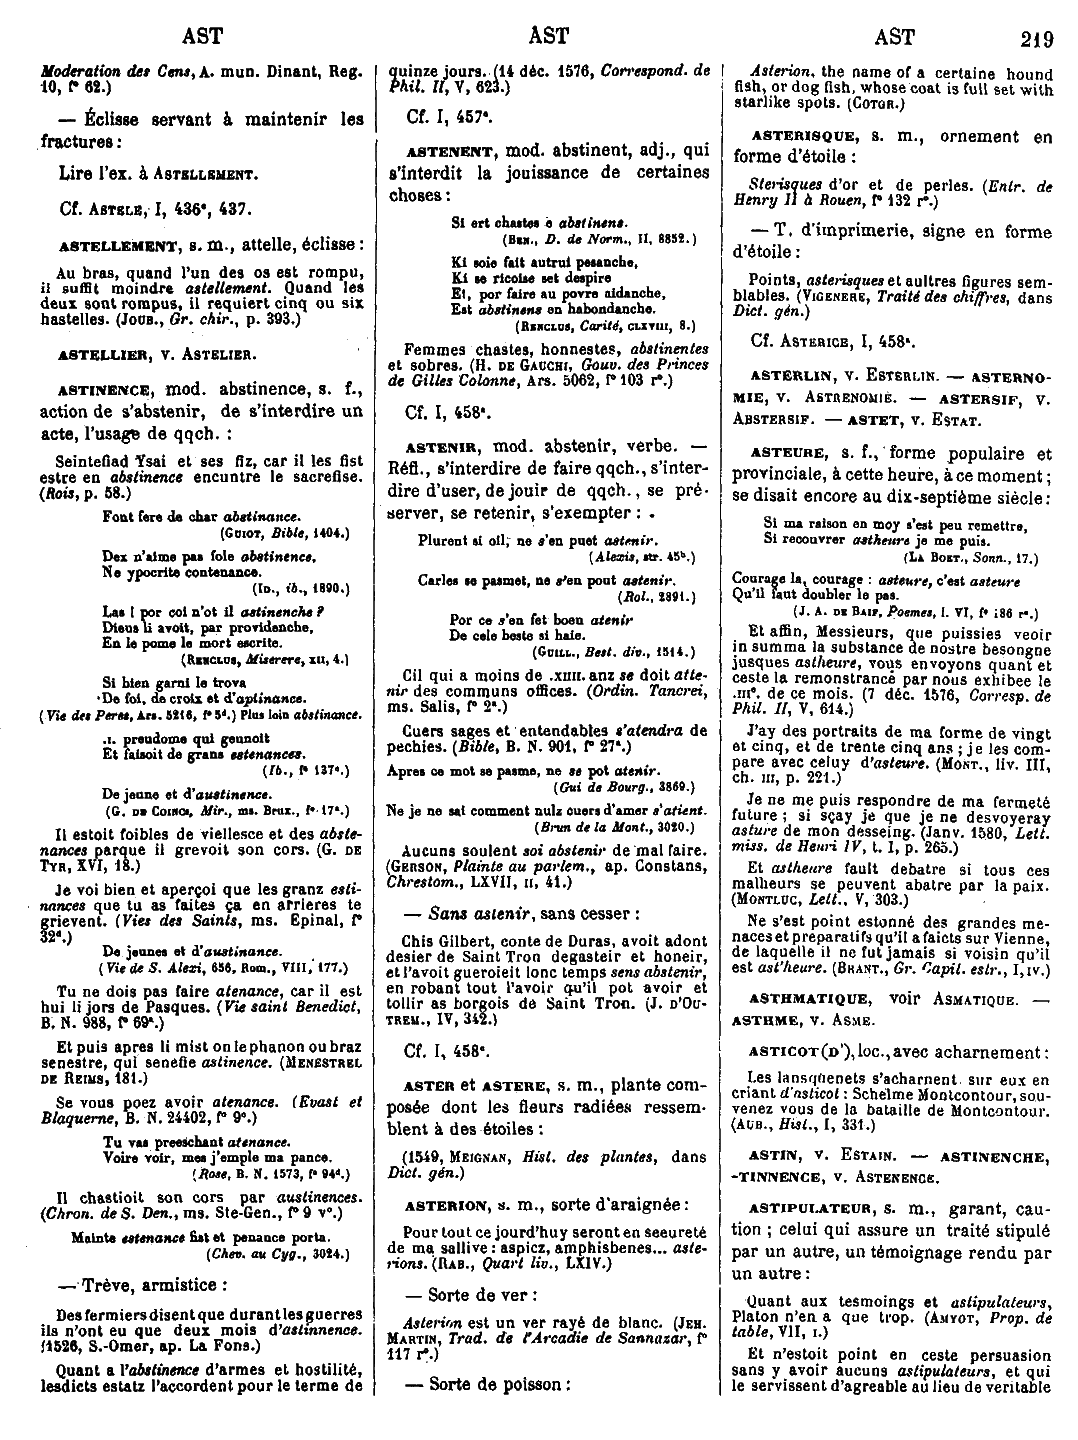 AST AST AST 219
Moderation des Cens, A. mun. Dinant, Reg.
10, f° 62.)
— Éclisse servant à maintenir les
fractures :
Lire l'ex. à ASTELLEMENT.
Cf. ASTELE, I, 436ᵃ, 437.
ASTELLEMENT, s. m., attelle, éclisse :
Au bras, quand l'un des os est rompu,
il suffit moindre astellement. Quand les
deux sont rompus, il requiert cinq ou six
hastelles. (JOUB., Gr. chir., p. 393.)
ASTELLIER, V. ASTELIER.
ASTINENCE, mod. abstinence, s. f.,
action de s'abstenir, de s'interdire un
acte, l'usage de qqch. :
Seintefiad Ysai et ses fiz, car il les fist
estre en abstinence encuntre le sacrefise.
(Rois, p. 58.)
Font fere de char abstinance.
(GUIOT, Bible, 1404.)
Dex n'aime pas fole abstinence,
Ne ypocrite contenance.
(ID., ib., 1890.)
Las ! por coi n'ot il astinenche ?
Dieus li avoit, par providenche,
En le pome le mort escrite.
(RENCLUS, Miserere, XII, 4.)
Si bien garni le trova
De foi, de croix et d'aptinance.
(Vie des Peres, Ars. 5216, f° 5ᵈ.) Plus loin abstinance.
.I. preudome qui geunoit
Et faisoit de grans estenances.
(Ib., f° 137ᵃ.)
De jeune et d'austinence.
(G. DE COINCI, Mir., ms. Brux., f° 17ᵃ.)
Il estoit foibles de viellesce et des abste-
nances parque il grevoit son cors. (G. DE
TYR, XVI, 18.)
Je voi bien et aperçoi que les granz esti-
nances que tu as faites ça en arrieres te
grievent. (Vies des Saints, ms. Epinal, f°
32ᵈ.)
De jeunes et d'austinance.
(Vie de S. Alexi, 656, Rom., VIII, 177.)
Tu ne dois pas faire atenance, car il est
hui li jors de Pasques. (Vie saint Benedict,
B. N. 988, f° 69ᵃ.)
Et puis apres li mist on le phanon ou braz
senestre, qui senefie astinence. (MENESTREL
DE REIMS, 181.)
Se vous poez avoir atenance. (Evast et
Blaquerne, B. N. 24402, f° 9ᵒ.)
Tu vas preeschant atenance.
Voire voir, mes j'emple ma pance.
(Rose, B. N. 1573, f° 94ᵈ.)
Il chastioit son cors par austinences.
(Chron. de S. Den., ms. Ste-Gen., f° 9 v°.)
Mainte estenance fist et penance porta.
(Chev. au Cyg., 3024.)
— Trève, armistice :
Des fermiers disent que durant les guerres
ils n'ont eu que deux mois d'astinnence.
(1526, S.-Omer, ap. La Fons.)
Quant a l'abstinence d'armes et hostilité,
lesdicts estatz l'accordent pour le terme de
quinze jours. (14 déc. 1576, Correspond. de
Phil. II, V, 623.)
Cf. I, 457ᵃ.
ASTENENT, mod. abstinent, adj., qui
s'interdit la jouissance de certaines
choses :
Si ert chastes e abstinens.
(BEN., D. de Norm., II, 8852.)
Ki soie fait autrui pesanche,
Ki se ricoise set despire
Et, por faire au povre aidanche,
Est abstinens en habondanche.
(RENCLUS, Carité, CLXVIII, 8.)
Femmes chastes, honnestes, abstinentes
et sobres. (H. DE GAUCHI, Gouv. des Princes
de Gilles Colonne, Ars. 5062, f° 103 r°.)
Cf. I, 458ᵃ.
ASTENIR, mod. abstenir, verbe. —
Réfl., s'interdire de faire qqch., s'inter-
dire d'user, de jouir de qqch., se pré-
server, se retenir, s'exempter :
Plurent si oil, ne s'en puet astenir.
(Alexis, str. 45ᵇ.)
Carles se pasmet, ne s'en pout astenir.
(Rol., 2891.)
Por ce s'en fet boen atenir
De cele beste si haie.
(GUILL., Best. div., 1514.)
Cil qui a moins de .XIIII. anz se doit atte-
nir des communs offices. (Ordin. Tancrei,
ms. Salis, f° 2ᵃ.)
Cuers sages et entendables s'atendra de
pechies. (Bible, B. N. 901, f° 27ᵃ.)
Apres ce mot se pasme, ne se pot atenir.
(Gui de Bourg., 3869.)
Ne je ne sai comment nulz cuers d'amer s'atient.
(Brun de la Mont., 3020.)
Aucuns soulent soi abstenir de mal faire.
(GERSON, Plainte au parlem., ap. Constans,
Chrestom., LXVII, II, 41.)
— Sans astenir, sans cesser :
Chis Gilbert, conte de Duras, avoit adont
desier de Saint Tron degasteir et honeir,
et l'avoit gueroieit lonc temps sens abstenir,
en robant tout l'avoir qu'il pot avoir et
tollir as borgois de Saint Tron. (J. D'OU-
TREM., IV, 342.)
Cf. I, 458ᵃ.
ASTER et ASTERE, s. m., plante com-
posée dont les fleurs radiées ressem-
blent à des étoiles :
(1549, MEIGNAN, Hist. des plantes, dans
Dict. gén.)
ASTERION, s. m., sorte d'araignée :
Pour tout ce jourd'huy seront en seeureté
de ma sallive : aspicz, amphisbenes... aste-
rions. (RAB., Quart liv., LXIV.)
— Sorte de ver :
Asterion est un ver rayé de blanc. (JEH.
MARTIN, Trad. de l'Arcadie de Sannazar, f°
117 r°.)
— Sorte de poisson :
Asterion, the name of a certaine hound
fish, or dog fish, whose coat is full set with
starlike spots. (COTGR.)
ASTERISQUE, s. m., ornement en
forme d'étoile :
Sterisques d'or et de perles. (Entr. de
Henry II à Rouen, f° 132 r°.)
— T. d'imprimerie, signe en forme
d'étoile :
Points, asterisques et aultres figures sem-
blables. (VIGENERE, Traité des chiffres, dans
Dict. gén.)
Cf. ASTERICE, I, 458ᵃ.
ASTERLIN, V. ESTERLIN. — ASTERNO-
MIE, V. ASTRENOMIE. — ASTERSIF, V.
ABSTERSIF. — ASTET, V. ESTAT.
ASTEURE, s. f., forme populaire et
provinciale, à cette heure, à ce moment ;
se disait encore au dix-septième siècle :
Si ma raison en moy s'est peu remettre,
Si recouvrer astheure je me puis.
(LA BOET., Sonn., 17.)
Courage la, courage : asteure, c'est asteure
Qu'il faut doubler le pas.
(J. A. DE BAIF, Poemes, l. VI, f° 186 r°.)
Et affin, Messieurs, que puissies veoir
in summa la substance de nostre besongne
jusques astheure, vous envoyons quant et
ceste la remonstrance par nous exhibee le
.IIIᵉ. de ce mois. (7 déc. 1576, Corresp. de
Phil. II, V, 614.)
J'ay des portraits de ma forme de vingt
et cinq, et de trente cinq ans ; je les com-
pare avec celuy d'asteure. (MONT., liv. III,
ch. III, p. 221.)
Je ne me puis respondre de ma fermeté
future ; si sçay je que je ne desvoyeray
asture de mon desseing. (Janv. 1580, Lett.
miss. de Henri IV, t. I, p. 265.)
Et astheure fault debatre si tous ces
malheurs se peuvent abatre par la paix.
(MONTLUC, Lett., V, 303.)
Ne s'est point estonné des grandes me-
naces et preparatifs qu'il a faicts sur Vienne,
de laquelle il ne fut jamais si voisin qu'il
est ast'heure. (BRANT., Gr. Capil. estr., I, IV.)
ASTHMATIQUE, voir ASMATIQUE. —
ASTHME, V. ASME.
ASTICOT (D'), loc., avec acharnement :
Les lansquenets s'acharnent sur eux en
criant d'asticot : Schelme Montcontour, sou-
venez vous de la bataille de Montcontour.
(AUB., Hist., I, 331.)
ASTIN, V. ESTAIN. — ASTINENCHE,
-TINNENCE, V. ASTENENCE.
ASTIPULATEUR, s. m., garant, cau-
tion ; celui qui assure un traité stipulé
par un autre, un témoignage rendu par
un autre :
Quant aux tesmoings et astipulateurs,
Platon n'en a que trop. (AMYOT, Prop. de
table, VII, I.)
Et n'estoit point en ceste persuasion
sans y avoir aucuns astipulateurs, et qui
le servissent d'agreable au lieu de veritable